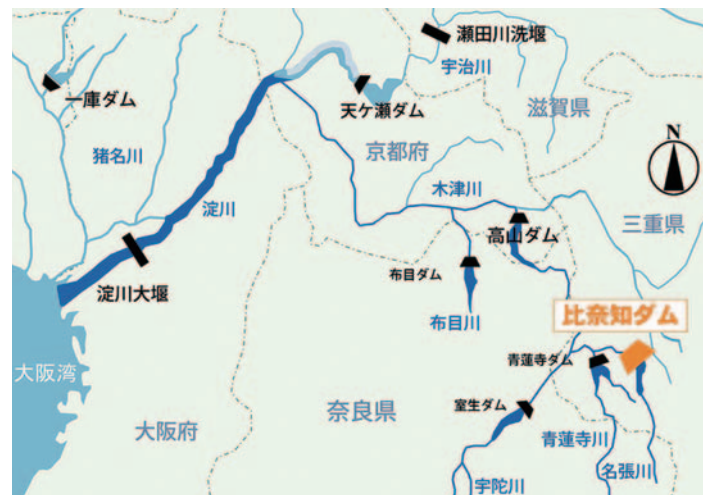 瀬田川洗堰
宇治川
一庫ダム
天ケ瀬ダム
滋賀県
N
猪名川
京都府
木津川
淀川
三重県
高山ダム
布目ダム
淀川大堰
布目川
比奈知ダム
大阪湾
青蓮寺ダム
室生ダム
奈良県
大阪府
青蓮寺川
名張川
宇陀川